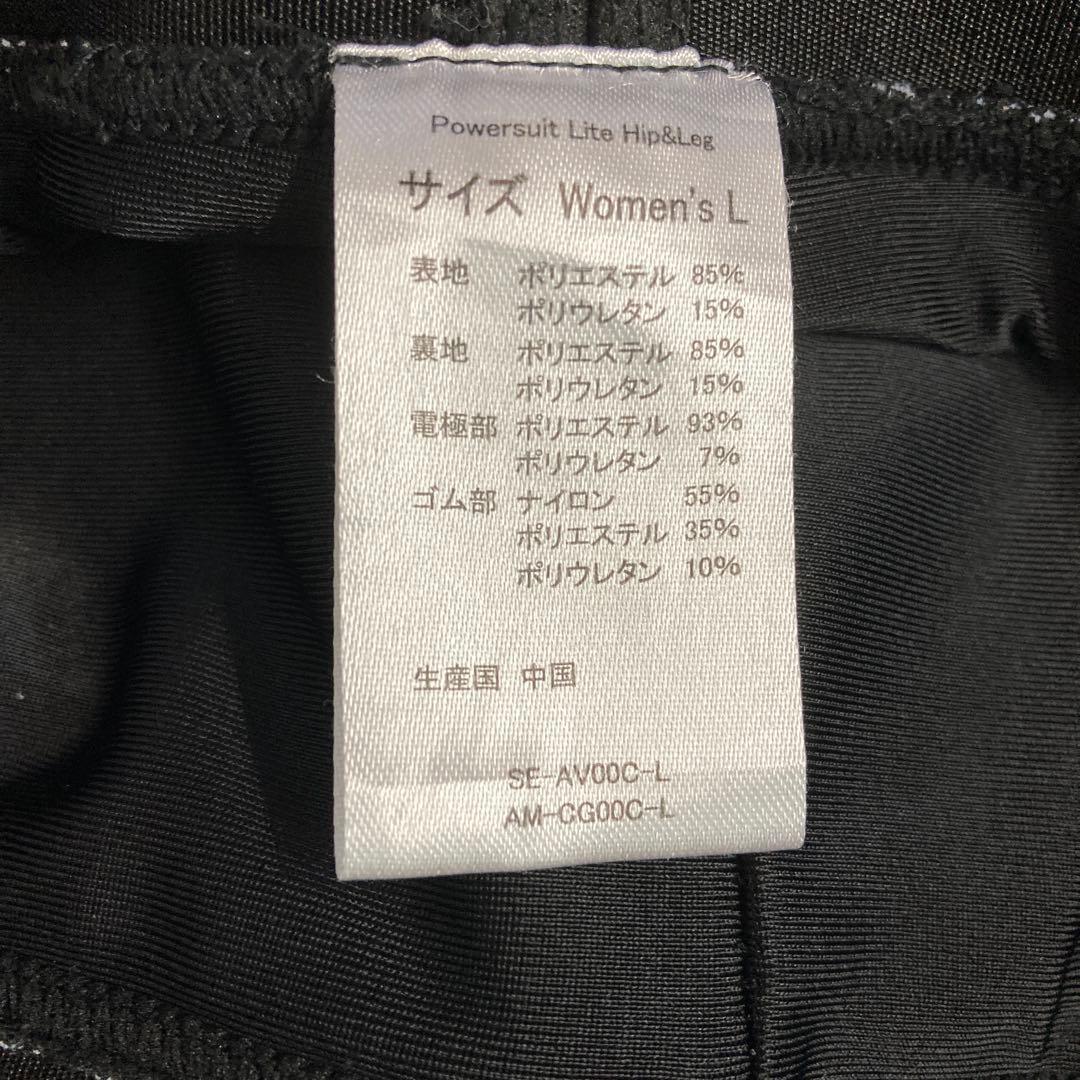 Powersuit Lite Hip&Leg
サイズ Women's L
表地 ポリエステル 85%
ポリウレタン 15%
裏地 ポリエステル 85%
ポリウレタン 15%
電極部 ポリエステル 93%
ポリウレタン 7%
ゴム部 ナイロン 55%
ポリエステル 35%
ポリウレタン 10%
生産国 中国
SE-AV00C-L
AM-CG00C-L